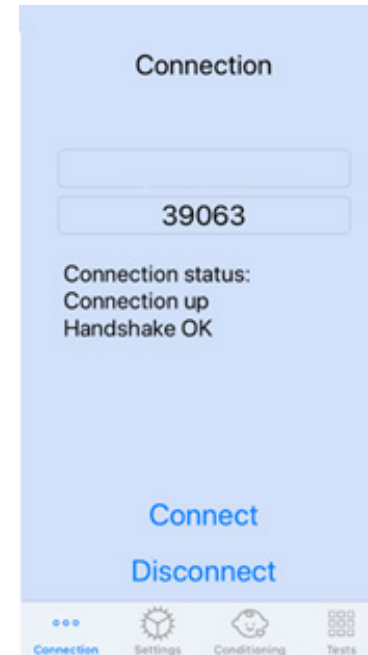 Connection
39063
Connection status:
Connection up
Handshake OK
Connect
Disconnect
Connection Settings Conditioning Tests